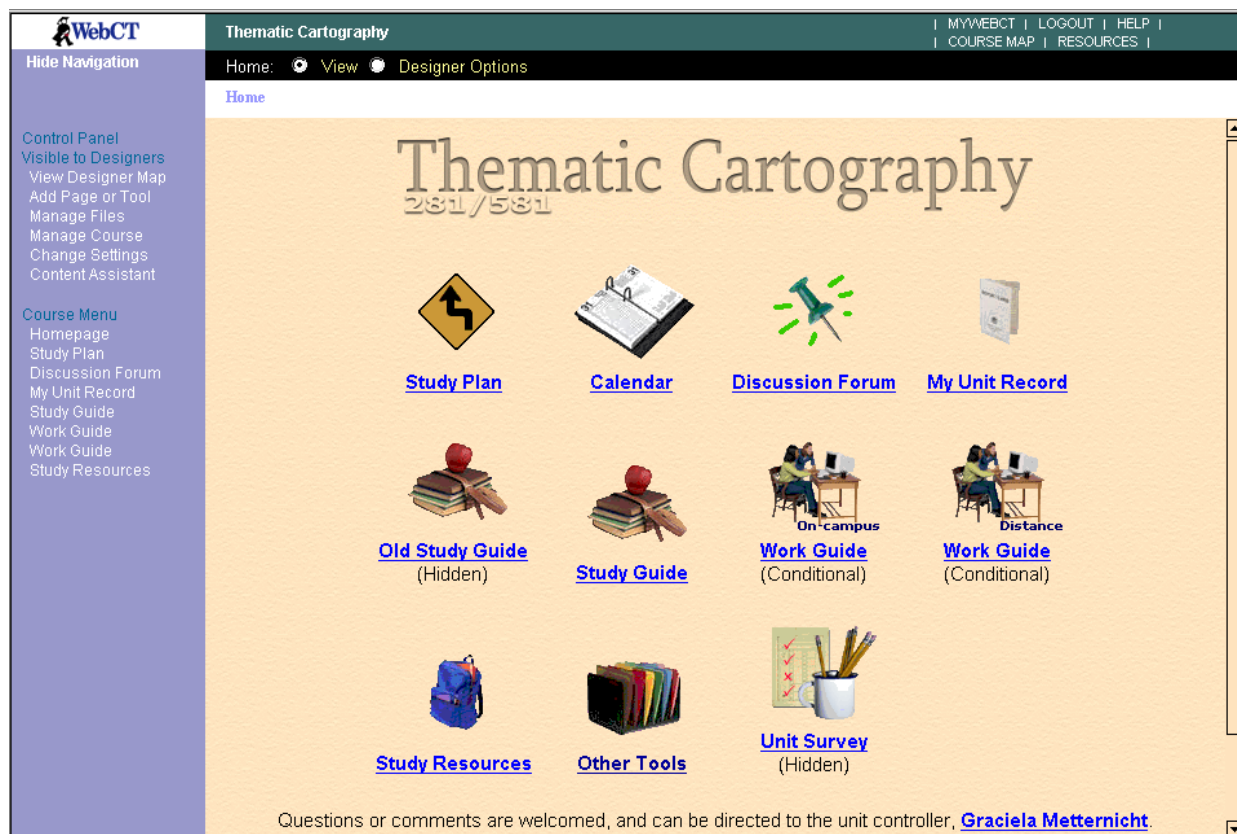 WebCT
Thematic Cartography
| MYWEBCT | LOGOUT | HELP |
| COURSE MAP | RESOURCES |
Hide Navigation
Home: View Designer Options
Home
Control Panel
Visible to Designers
View Designer Map
Add Page or Tool
Manage Files
Manage Course
Change Settings
Content Assistant
Course Menu
Homepage
Study Plan
Discussion Forum
My Unit Record
Study Guide
Work Guide
Work Guide
Study Resources
Thematic Cartography
281/581
Study Plan
Calendar
Discussion Forum
My Unit Record
Old Study Guide
(Hidden)
Study Guide
On-campus
Work Guide
(Conditional)
Distance
Work Guide
(Conditional)
Study Resources
Other Tools
Unit Survey
(Hidden)
Questions or comments are welcomed, and can be directed to the unit controller, Graciela Metternicht.